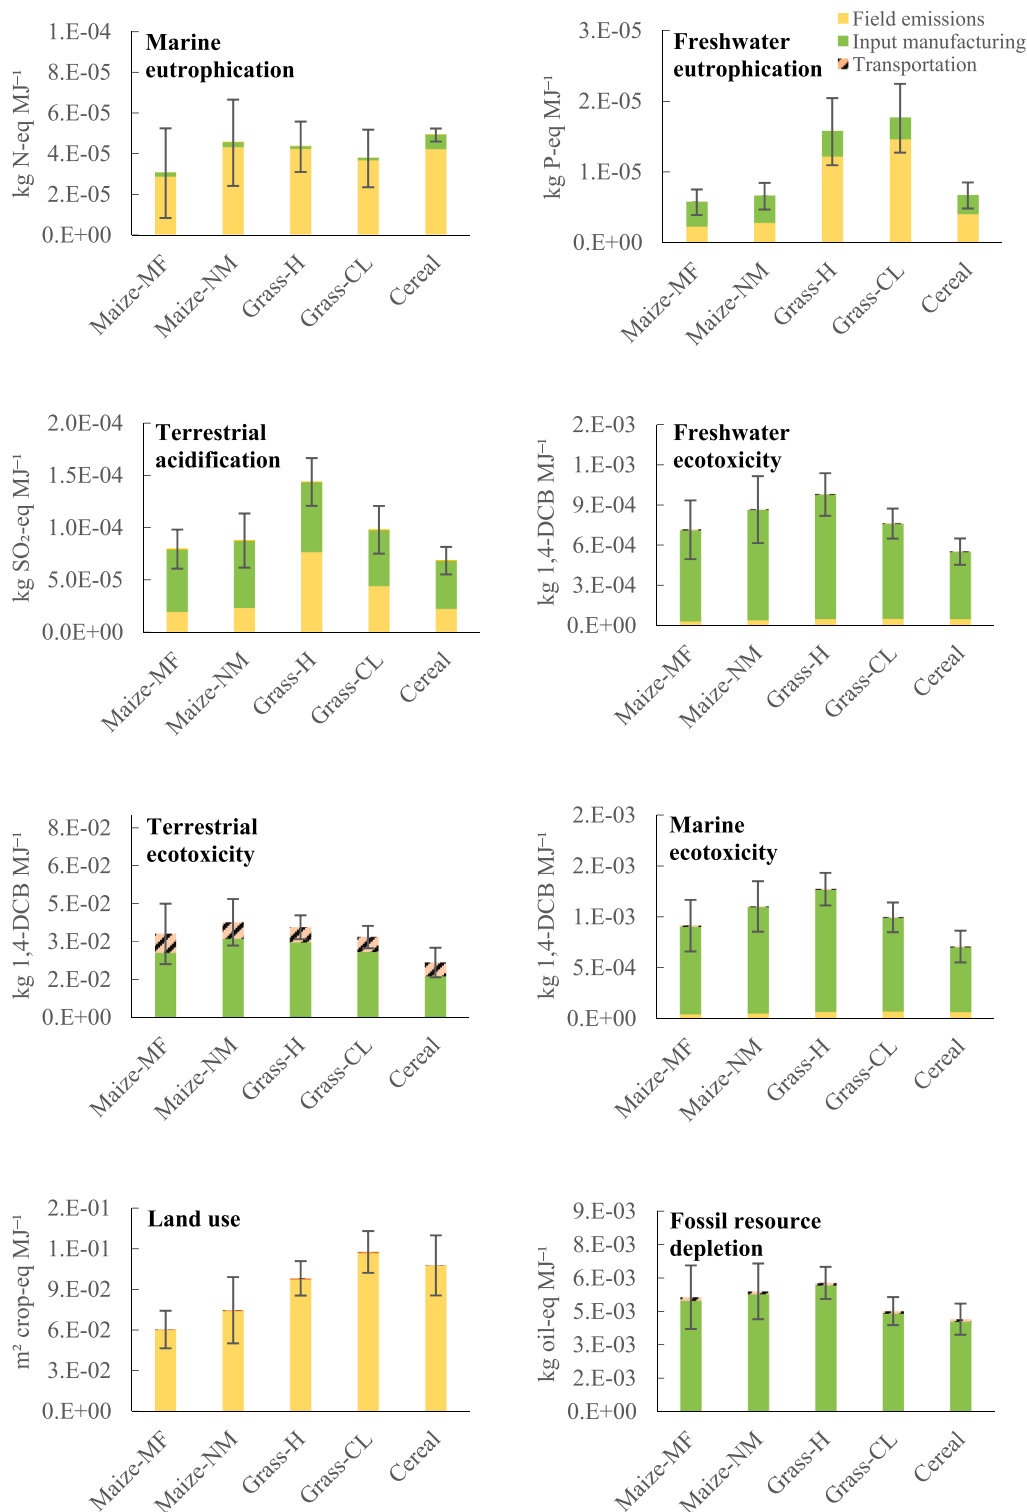 Field emissions
Input manufacturing
Transportation
Marine
eutrophication
kg N-eq MJ⁻¹
1.E-04
8.E-05
6.E-05
4.E-05
2.E-05
0.E+00
Maize-MF
Maize-NM
Grass-H
Grass-CL
Cereal
Freshwater
eutrophication
kg P-eq MJ⁻¹
3.E-05
2.E-05
1.E-05
0.E+00
Maize-MF
Maize-NM
Grass-H
Grass-CL
Cereal
Terrestrial
acidification
kg SO₂-eq MJ⁻¹
2.0E-04
1.5E-04
1.0E-04
5.0E-05
0.0E+00
Maize-MF
Maize-NM
Grass-H
Grass-CL
Cereal
Freshwater
ecotoxicity
kg 1,4-DCB MJ⁻¹
2.E-03
1.E-03
9.E-04
6.E-04
3.E-04
0.E+00
Maize-MF
Maize-NM
Grass-H
Grass-CL
Cereal
Terrestrial
ecotoxicity
kg 1,4-DCB MJ⁻¹
8.E-02
5.E-02
3.E-02
2.E-02
0.E+00
Maize-MF
Maize-NM
Grass-H
Grass-CL
Cereal
Marine
ecotoxicity
kg 1,4-DCB MJ⁻¹
2.E-03
2.E-03
1.E-03
5.E-04
0.E+00
Maize-MF
Maize-NM
Grass-H
Grass-CL
Cereal
Land use
m² crop-eq MJ⁻¹
2.E-01
1.E-01
9.E-02
6.E-02
3.E-02
0.E+00
Maize-MF
Maize-NM
Grass-H
Grass-CL
Cereal
Fossil resource
depletion
kg oil-eq MJ⁻¹
9.E-03
8.E-03
6.E-03
5.E-03
3.E-03
2.E-03
0.E+00
Maize-MF
Maize-NM
Grass-H
Grass-CL
Cereal